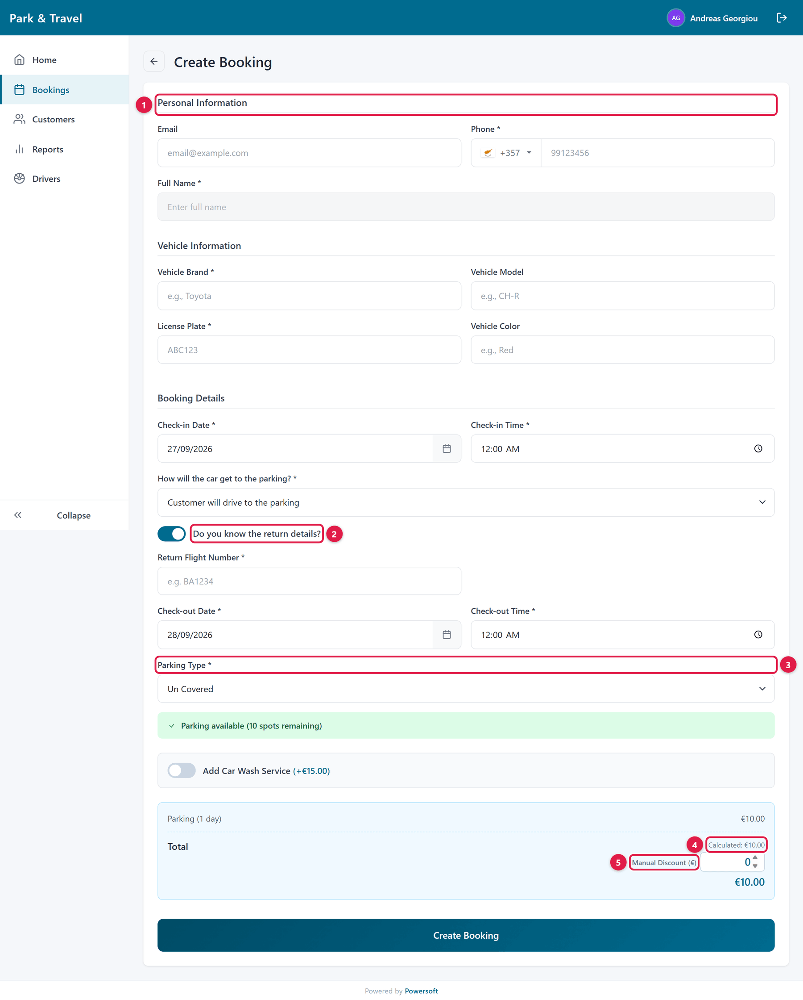 Park & Travel
AG Andreas Georgiou
Home
Bookings
Customers
Reports
Drivers
Collapse
Create Booking
1 Personal Information
Email
Phone *
email@example.com
+357 99123456
Full Name *
Enter full name
Vehicle Information
Vehicle Brand *
Vehicle Model
e.g., Toyota
e.g., CH-R
License Plate *
Vehicle Color
ABC123
e.g., Red
Booking Details
Check-in Date *
Check-in Time *
27/09/2026
12:00 AM
How will the car get to the parking? *
Customer will drive to the parking
Do you know the return details? 2
Return Flight Number *
e.g. BA1234
Check-out Date *
Check-out Time *
28/09/2026
12:00 AM
Parking Type * 3
Un Covered
Parking available (10 spots remaining)
Add Car Wash Service (+€15.00)
Parking (1 day) €10.00
Total
4 Calculated: €10.00
5 Manual Discount (€) 0
€10.00
Create Booking
Powered by Powersoft